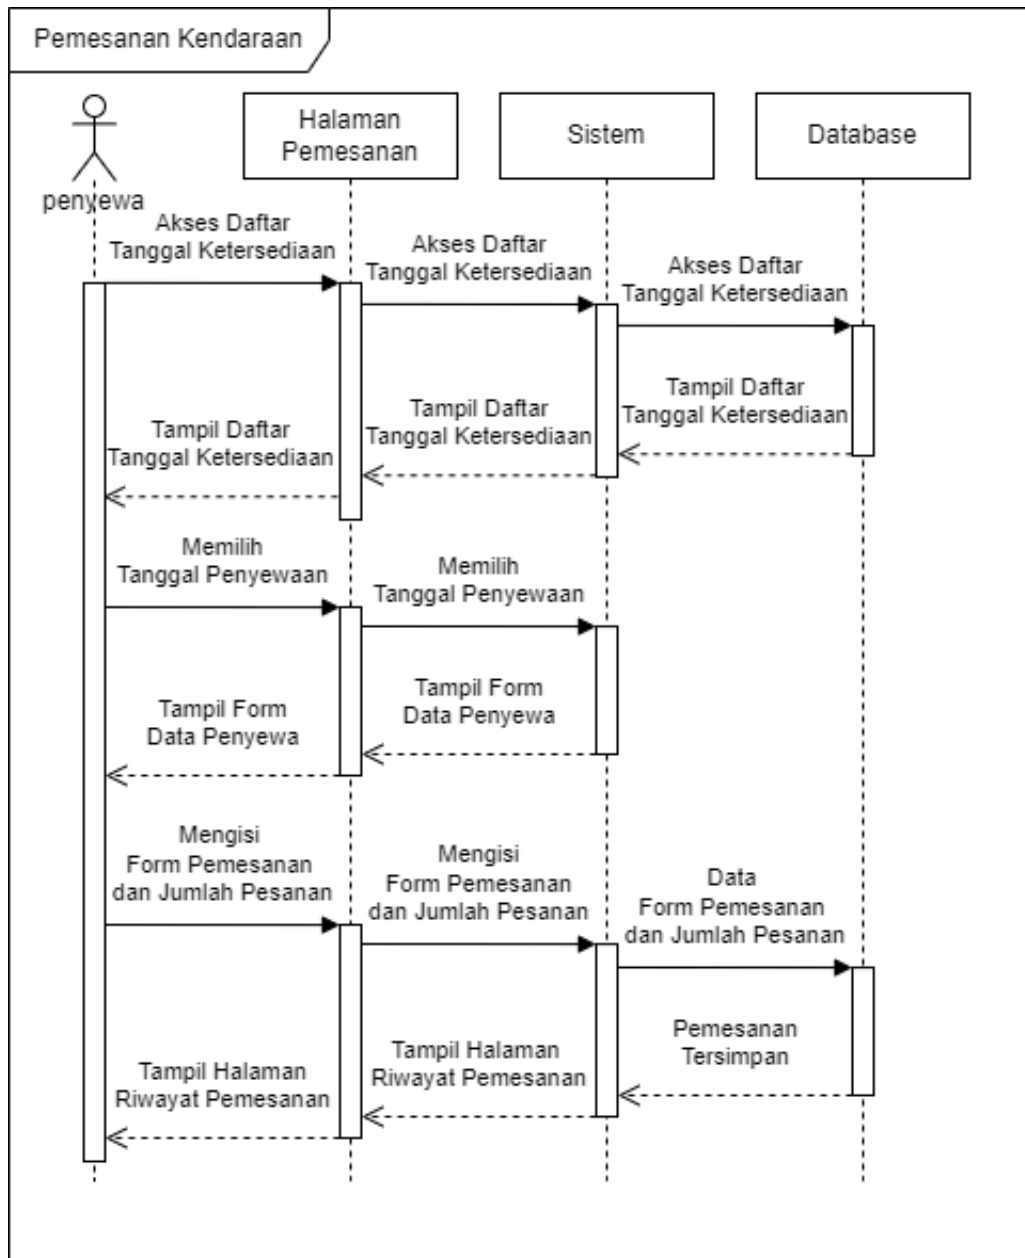 Pemesanan Kendaraan
Halaman
Pemesanan
Sistem
Database
penyewa
Akses Daftar
Tanggal Ketersediaan
Akses Daftar
Tanggal Ketersediaan
Akses Daftar
Tanggal Ketersediaan
Tampil Daftar
Tanggal Ketersediaan
Tampil Daftar
Tanggal Ketersediaan
Tampil Daftar
Tanggal Ketersediaan
Memilih
Tanggal Penyewaan
Memilih
Tanggal Penyewaan
Tampil Form
Data Penyewa
Tampil Form
Data Penyewa
Mengisi
Form Pemesanan
dan Jumlah Pesanan
Mengisi
Form Pemesanan
dan Jumlah Pesanan
Data
Form Pemesanan
dan Jumlah Pesanan
Pemesanan
Tersimpan
Tampil Halaman
Riwayat Pemesanan
Tampil Halaman
Riwayat Pemesanan